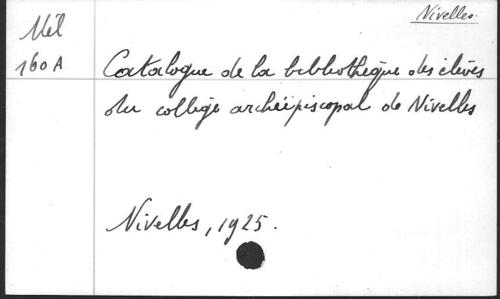 Nivelles.
Mél
160 A
Catalogue de la bibliothèque des élèves
du collège archiépiscopal de Nivelles
Nivelles, 1925.